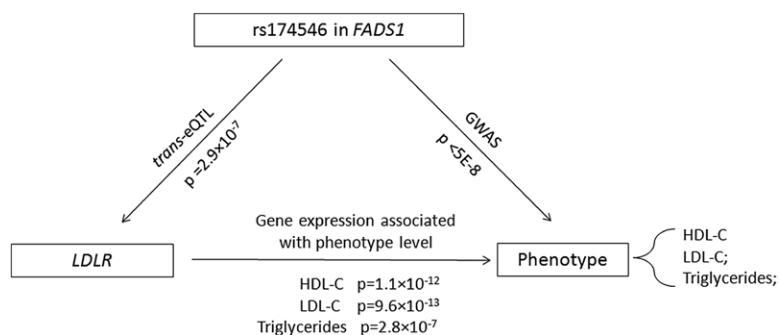 rs174546 in FADS1
trans-eQTL
p =2.9×10⁻⁷
GWAS
p <5E-8
Gene expression associated
with phenotype level
LDLR
Phenotype
HDL-C
LDL-C;
Triglycerides;
HDL-C p=1.1×10⁻¹²
LDL-C p=9.6×10⁻¹³
Triglycerides p=2.8×10⁻⁷